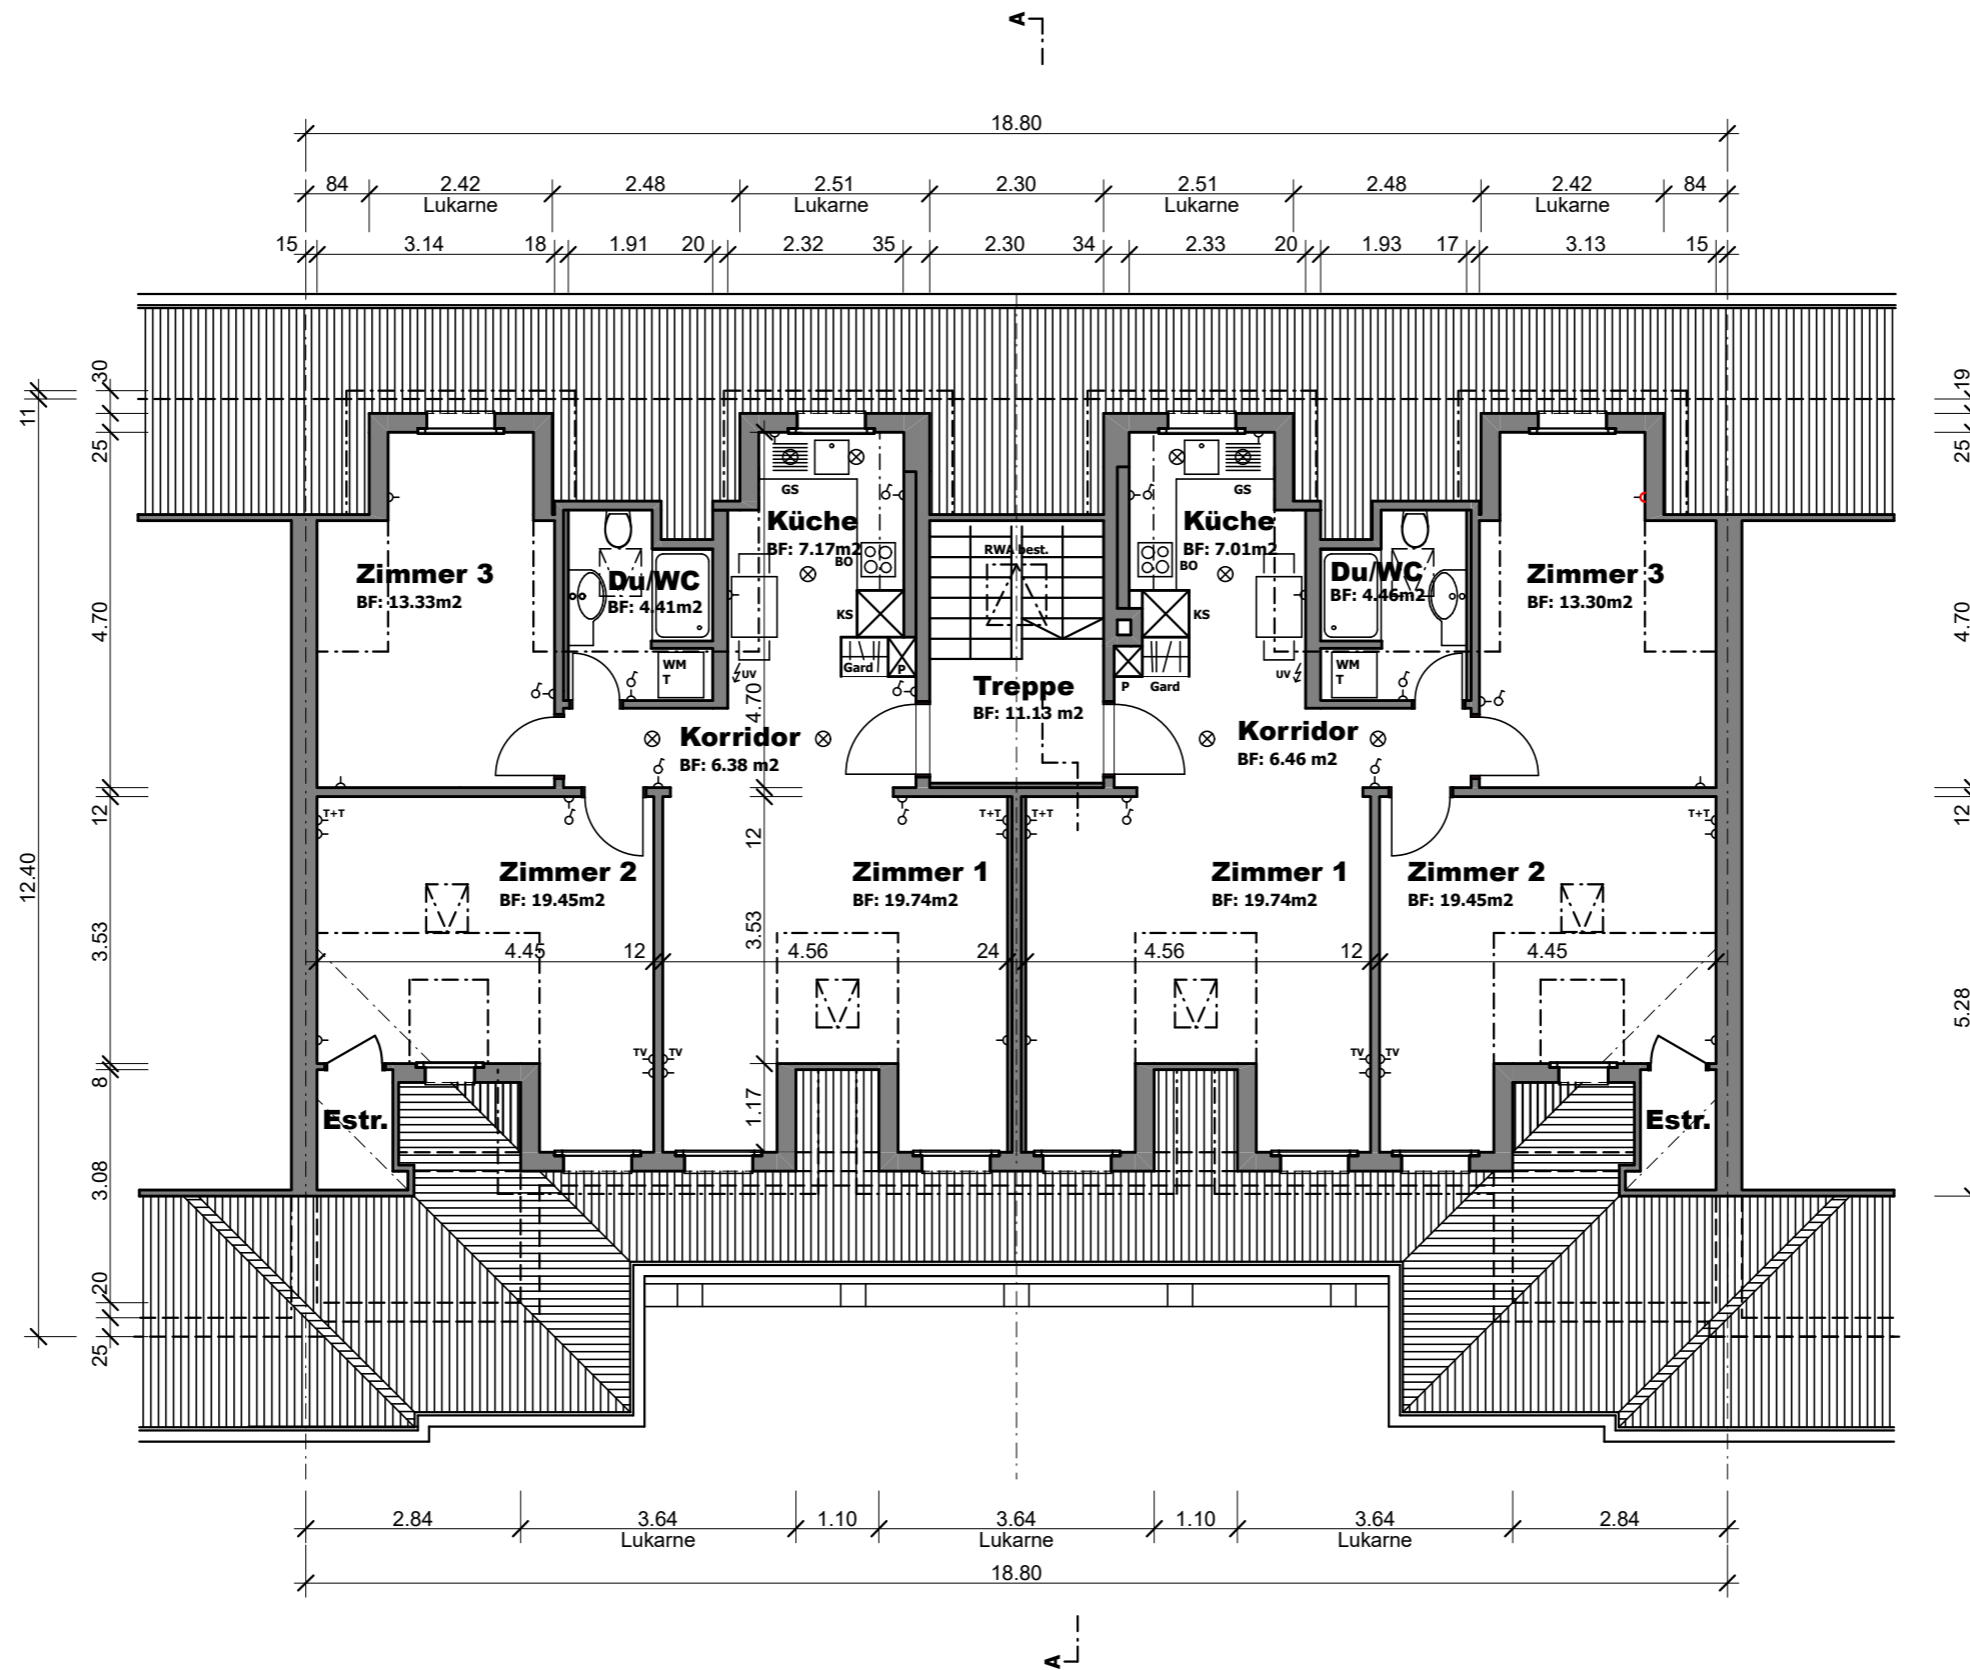 A
18.80
84 2.42 2.48 2.51 2.30 2.51 2.48 2.42 84
Lukarne Lukarne Lukarne Lukarne
15 3.14 18 1.91 20 2.32 35 2.30 34 2.33 20 1.93 17 3.13 15
30
11
25
4.70
12
12.40
3.53
8
3.08
20
25
19
25
4.70
12
5.28
Zimmer 3
BF: 13.33m2
Du/WC
BF: 4.41m2
WM
T
GS
Küche
BF: 7.17m2
BO
KS
Gard
P
UV
4.70
RWA best.
Treppe
BF: 11.13 m2
GS
Küche
BF: 7.01m2
BO
KS
P
Gard
UV
Du/WC
BF: 4.46m2
WM
T
Zimmer 3
BF: 13.30m2
Korridor
BF: 6.38 m2
Korridor
BF: 6.46 m2
T+T
12
T+T
T+T
T+T
Zimmer 2
BF: 19.45m2
Zimmer 1
BF: 19.74m2
Zimmer 1
BF: 19.74m2
Zimmer 2
BF: 19.45m2
3.53
4.45 12 4.56 24 4.56 12 4.45
TV TV
TV TV
1.17
Estr.
Estr.
2.84 3.64 1.10 3.64 1.10 3.64 2.84
Lukarne Lukarne Lukarne
18.80
A